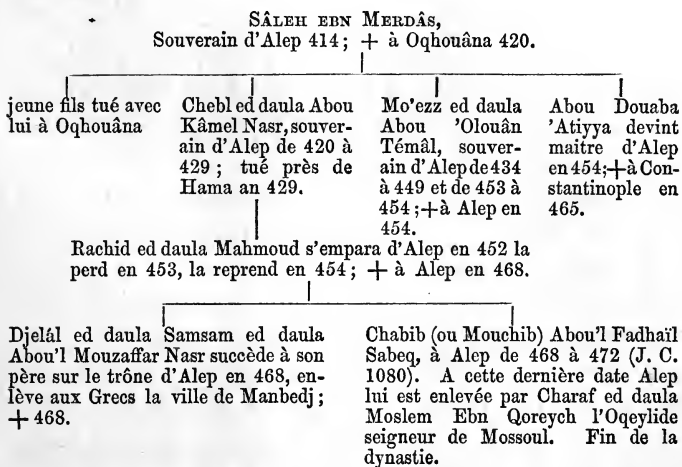 SÂLEH EBN MERDÂS,
Souverain d'Alep 414 ; + à Oqhouâna 420.
jeune fils tué avec
lui à Oqhouâna
Chebl ed daula Abou
Kâmel Nasr, souver-
ain d'Alep de 420 à
429 ; tué près de
Hama an 429.
Mo'ezz ed daula
Abou 'Olouân
Témâl, souver-
ain d'Alep de 434
à 449 et de 453 à
454 ; + à Alep en
454.
Abou Douaba
'Atiyya devint
maitre d'Alep
en 454; + à Con-
stantinople en
465.
Rachid ed daula Mahmoud s'empara d'Alep en 452 la
perd en 453, la reprend en 454 ; + à Alep en 468.
Djelâl ed daula Samsam ed daula
Abou'l Mouzaffar Nasr succède à son
père sur le trône d'Alep en 468, en-
lève aux Grecs la ville de Manbedj ;
+ 468.
Chabib (ou Mouchib) Abou'l Fadhaïl
Sabeq, à Alep de 468 à 472 (J. C.
1080). A cette dernière date Alep
lui est enlevée par Charaf ed daula
Moslem Ebn Qoreych l'Oqeylide
seigneur de Mossoul. Fin de la
dynastie.